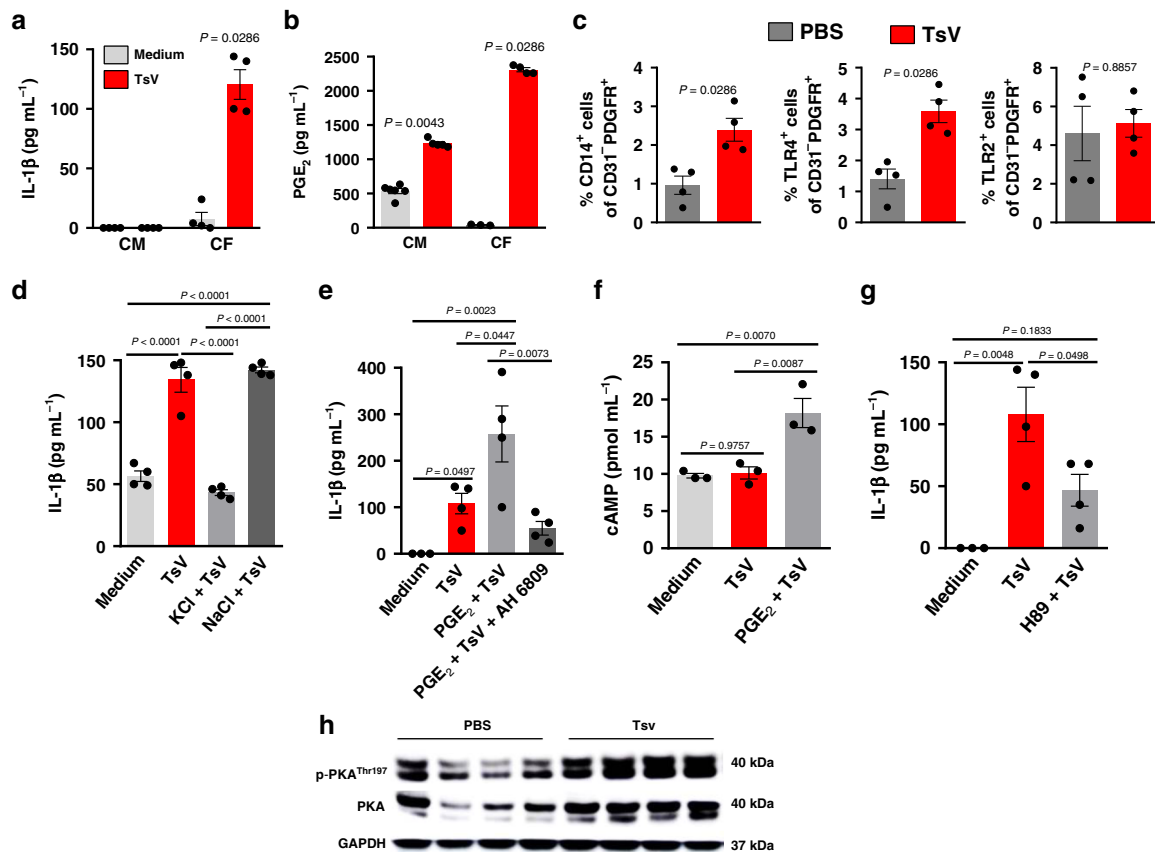 a
IL-1β (pg mL⁻¹)
150
100
50
0
Medium
TsV
P = 0.0286
CM
CF
b
PGE₂ (pg mL⁻¹)
2500
2000
1500
1000
500
0
P = 0.0043
P = 0.0286
CM
CF
c
PBS
TsV
% CD14⁺ cells
of CD31⁻PDGFR⁺
4
3
2
1
0
P = 0.0286
% TLR4⁺ cells
of CD31⁻PDGFR⁺
5
4
3
2
1
0
P = 0.0286
% TLR2⁺ cells
of CD31⁻PDGFR⁺
8
6
4
2
0
P = 0.8857
d
P < 0.0001
P < 0.0001
P < 0.0001
P < 0.0001
IL-1β (pg mL⁻¹)
150
100
50
0
Medium
TsV
KCl + TsV
NaCl + TsV
e
P = 0.0023
P = 0.0447
P = 0.0073
P = 0.0497
IL-1β (pg mL⁻¹)
400
300
200
100
0
Medium
TsV
PGE₂ + TsV
PGE₂ + TsV + AH 6809
f
P = 0.0070
P = 0.0087
P = 0.9757
cAMP (pmol mL⁻¹)
25
20
15
10
5
0
Medium
TsV
PGE₂ + TsV
g
P = 0.1833
P = 0.0048
P = 0.0498
IL-1β (pg mL⁻¹)
150
100
50
0
Medium
TsV
H89 + TsV
h
PBS
Tsv
p-PKAᵀʰʳ¹⁹⁷
40 kDa
PKA
40 kDa
GAPDH
37 kDa